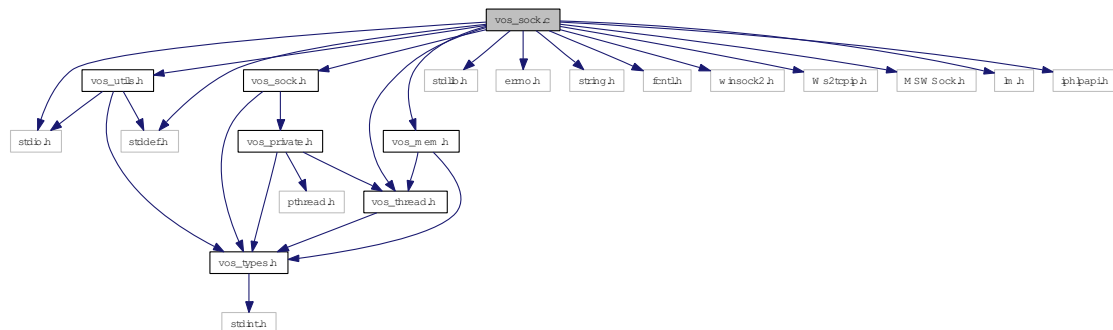 vos_sock.c
vos_utils.h
vos_sock.h
stdlib.h
errno.h
string.h
fcntl.h
winsock2.h
Ws2tcpip.h
MSWSock.h
lm.h
iphlpapi.h
stdio.h
stddef.h
vos_private.h
vos_mem.h
pthread.h
vos_thread.h
vos_types.h
stdint.h